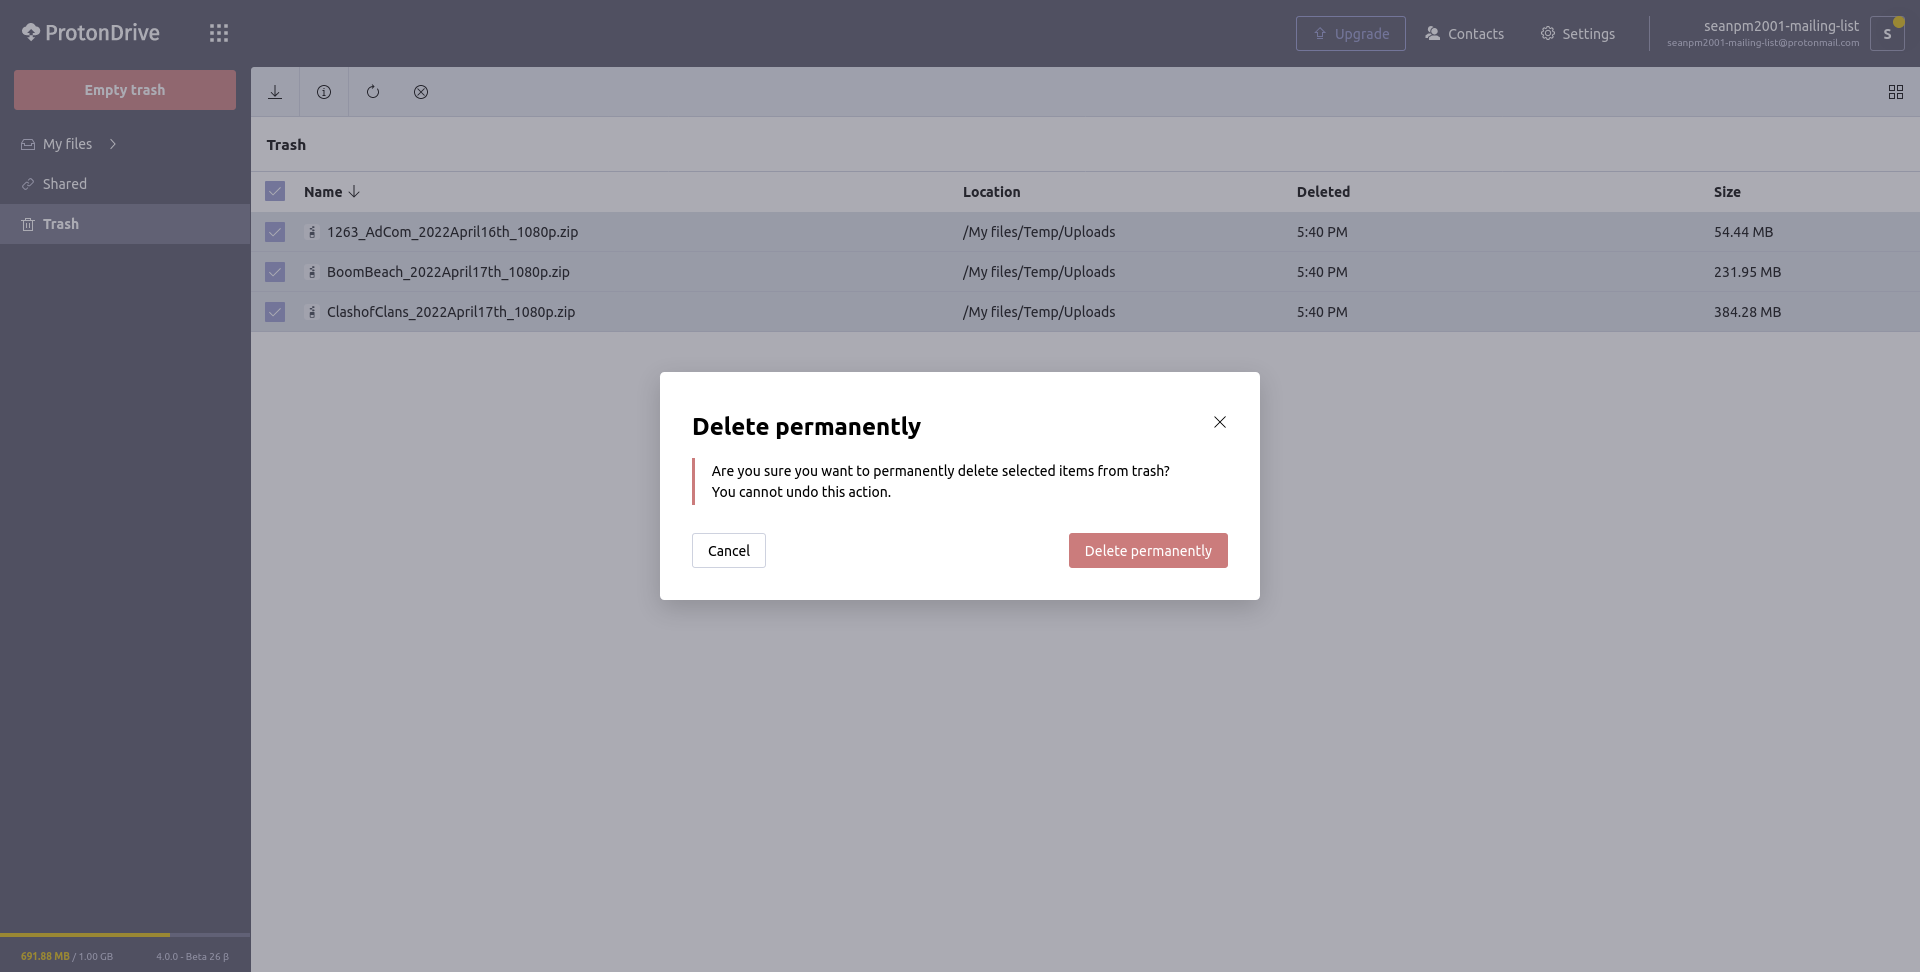 ProtonDrive
Upgrade
Contacts
Settings
seanpm2001-mailing-list
seanpm2001-mailing-list@protonmail.com
S
Empty trash
My files
Shared
Trash
Trash
Name Location Deleted Size
1263_AdCom_2022April16th_1080p.zip /My files/Temp/Uploads 5:40 PM 54.44 MB
BoomBeach_2022April17th_1080p.zip /My files/Temp/Uploads 5:40 PM 231.95 MB
ClashofClans_2022April17th_1080p.zip /My files/Temp/Uploads 5:40 PM 384.28 MB
Delete permanently
Are you sure you want to permanently delete selected items from trash?
You cannot undo this action.
Cancel
Delete permanently
691.88 MB / 1.00 GB
4.0.0 - Beta 26 β